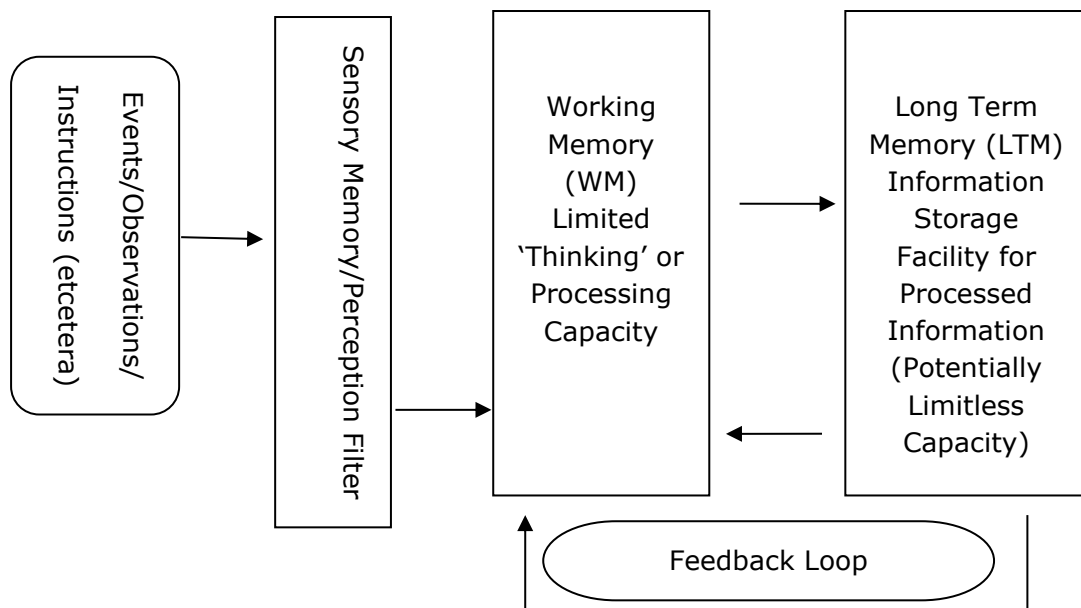 Events/Observations/
Instructions (etcetera)
Sensory Memory/Perception Filter
Working
Memory
(WM)
Limited
‘Thinking’ or
Processing
Capacity
Long Term
Memory (LTM)
Information
Storage
Facility for
Processed
Information
(Potentially
Limitless
Capacity)
Feedback Loop